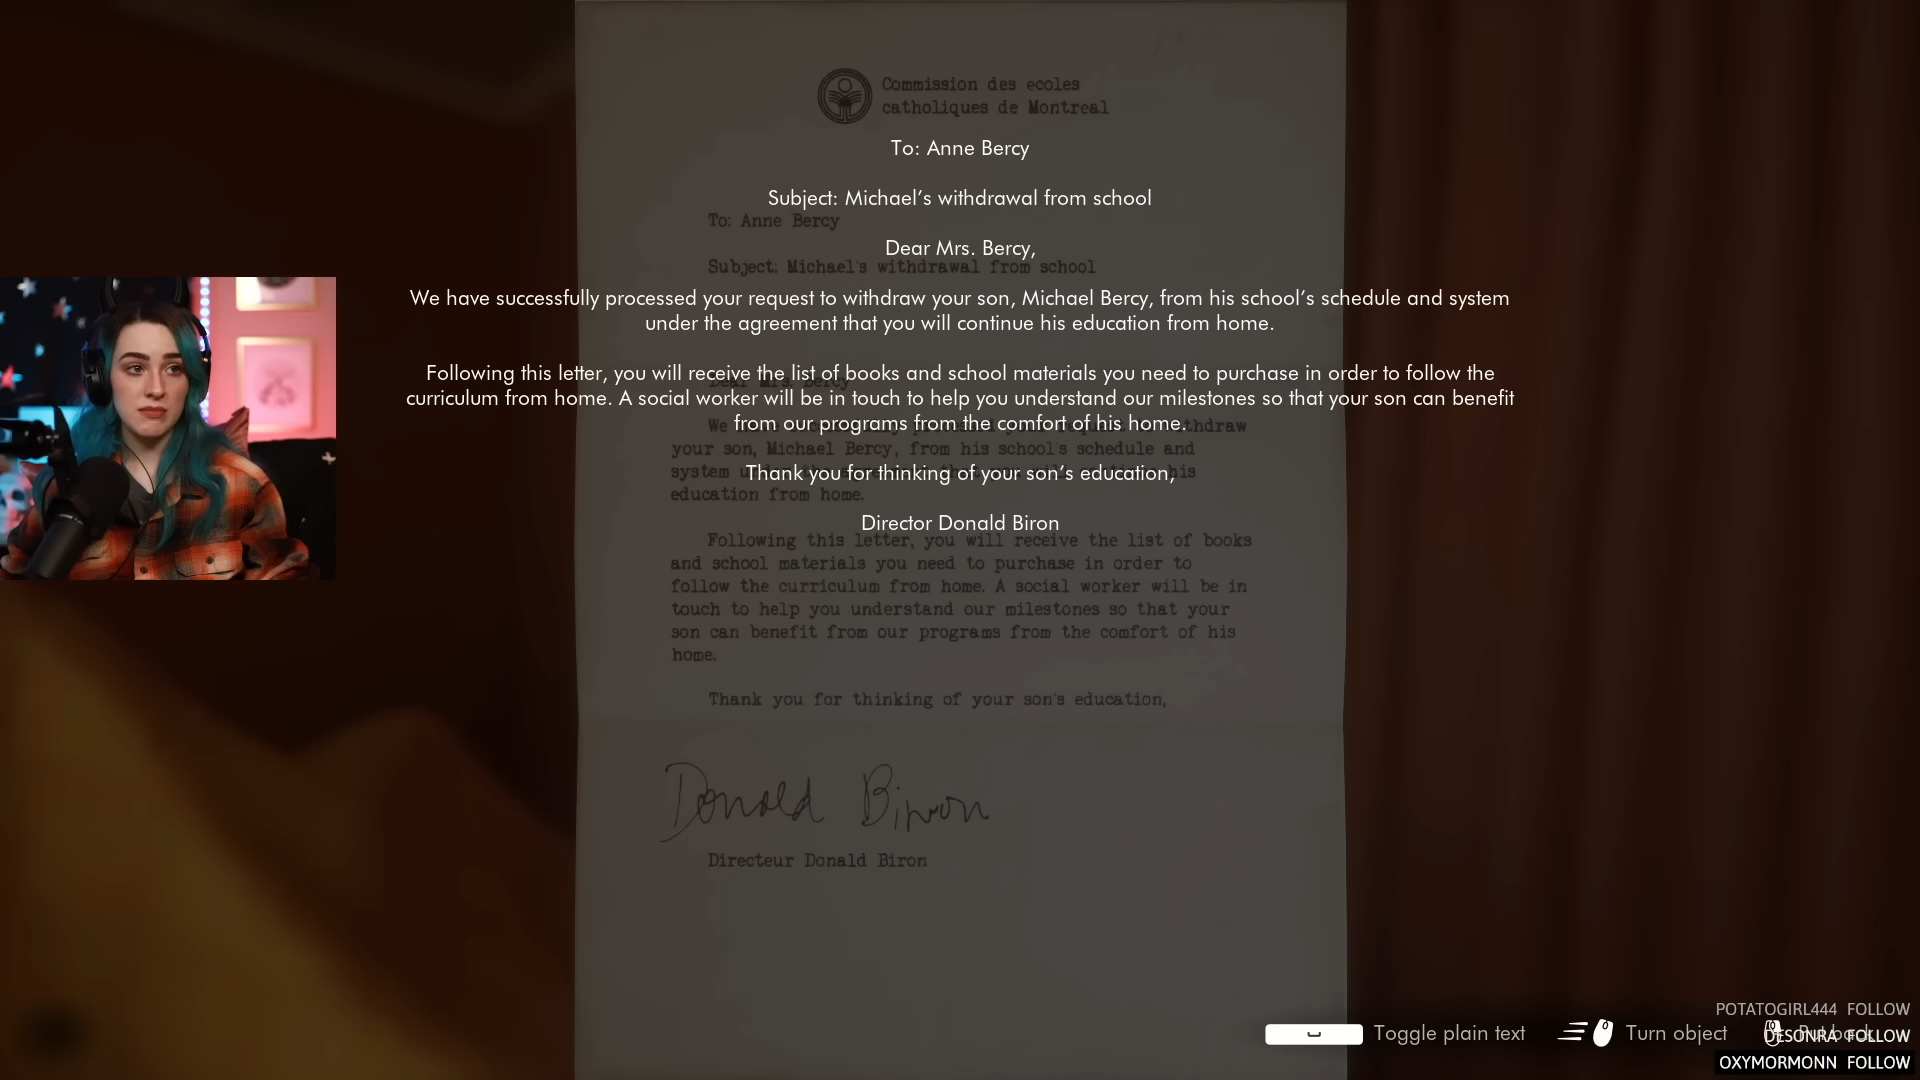 Commission des écoles
catholiques de Montréal
To: Anne Bercy
Subject: Michael’s withdrawal from school
Dear Mrs. Bercy,
We have successfully processed your request to withdraw your son, Michael Bercy, from his school’s schedule and system
under the agreement that you will continue his education from home.
Following this letter, you will receive the list of books and school materials you need to purchase in order to follow the
curriculum from home. A social worker will be in touch to help you understand our milestones so that your son can benefit
from our programs from the comfort of his home.
Thank you for thinking of your son’s education,
Director Donald Biron
To: Anne Bercy
Subject: Michael's withdrawal from school
Dear Mrs. Bercy
We withdraw
your son, Michael Bercy, from his school's schedule and
system his
education from home.
Following this letter, you will receive the list of books
and school materials you need to purchase in order to
follow the curriculum from home. A social worker will be in
touch to help you understand our milestones so that your
son can benefit from our programs from the comfort of his
home.
Thank you for thinking of your son's education,
Donald Biron
Directeur Donald Biron
Toggle plain text
Turn object
POTATOGIRL444 FOLLOW
DESONRA FOLLOW
OXYMORMONN FOLLOW